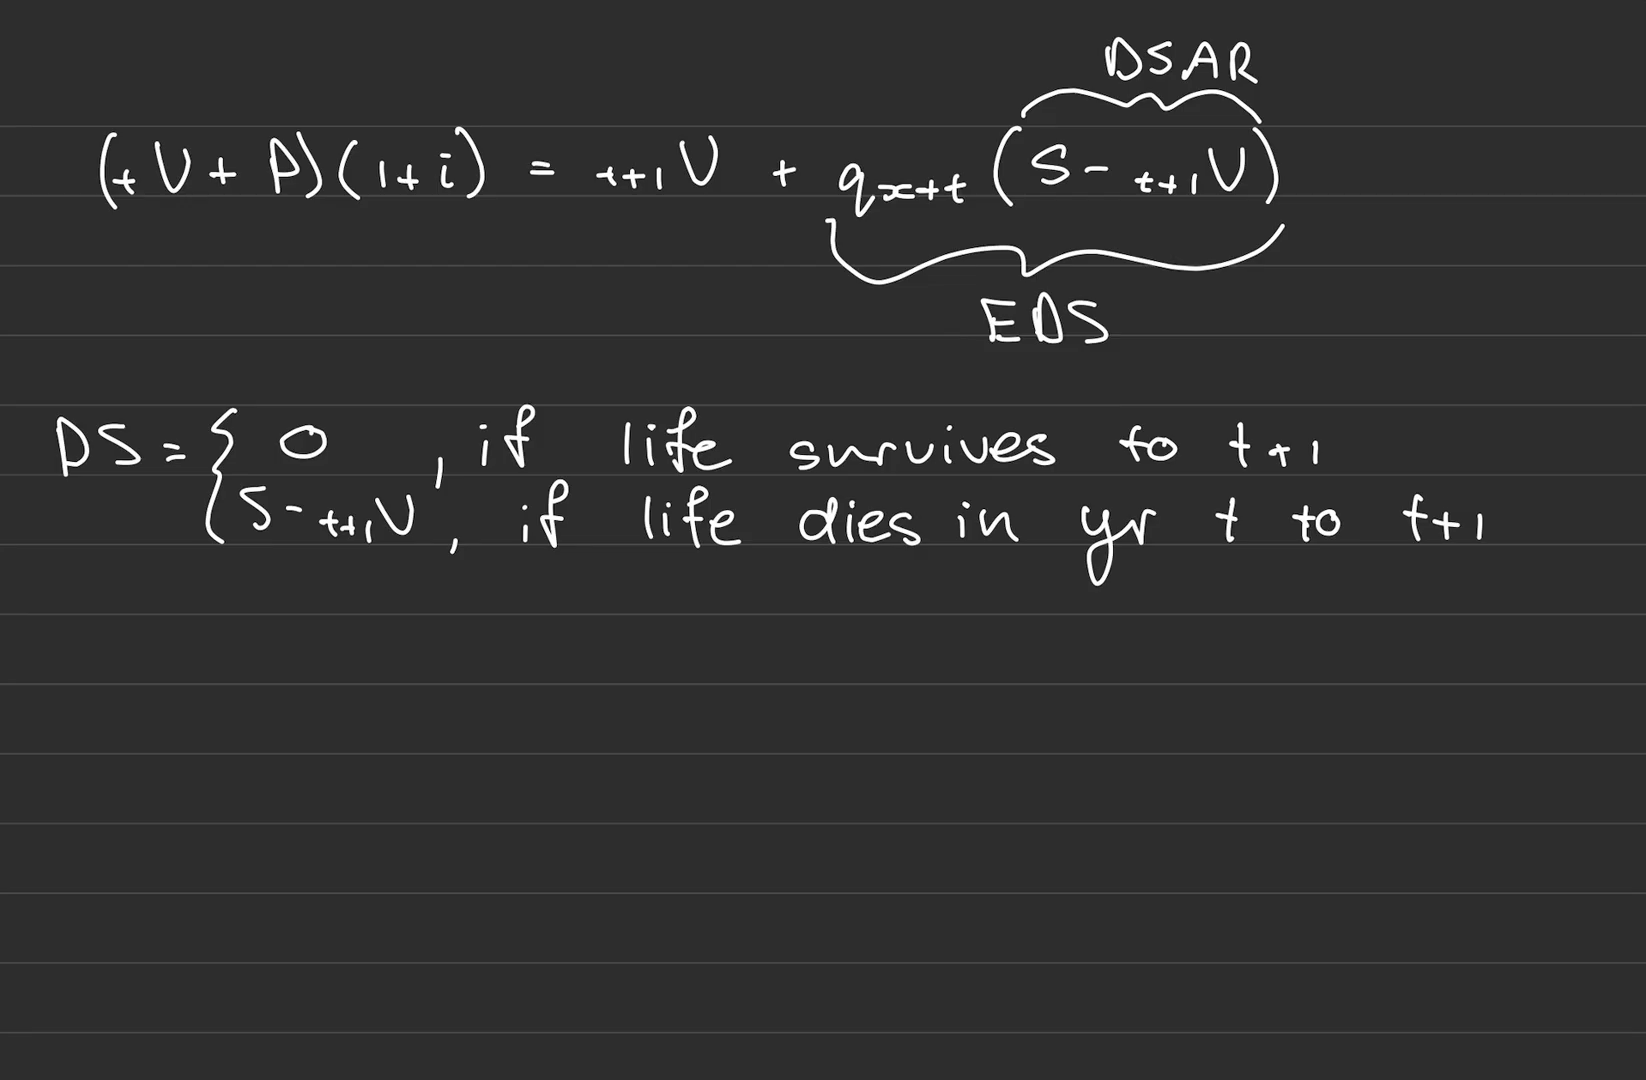 DSAR
(tV + P)(1+i) = t+1V + qx+t (S - t+1V)
EDS
DS = { 0 , if life survives to t+1
{ S - t+1V , if life dies in yr t to t+1